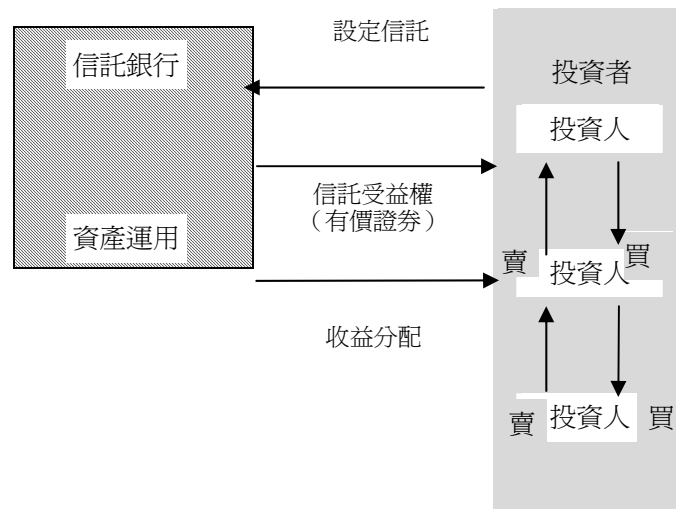 設定信託
信託銀行
投資者
投資人
信託受益權
（有價證券）
資產運用
賣
投資人
買
收益分配
賣
投資人
買